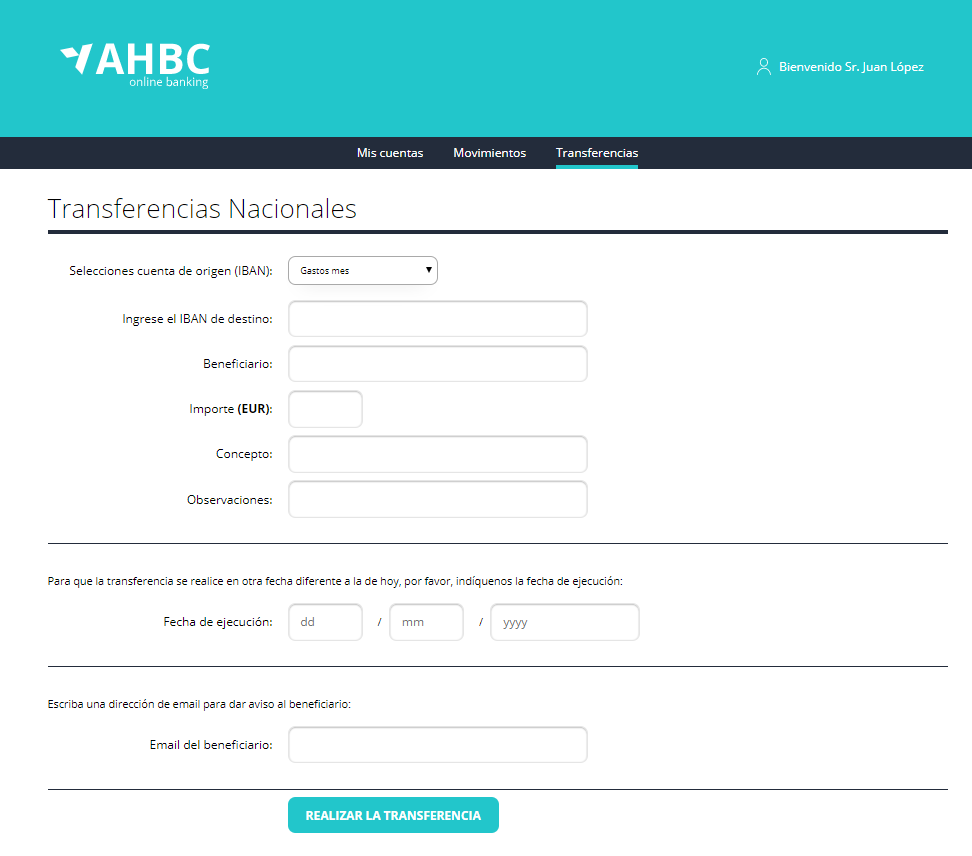 AHBC
online banking
Bienvenido Sr. Juan López
Mis cuentas Movimientos Transferencias
Transferencias Nacionales
Selecciones cuenta de origen (IBAN): Gastos mes
Ingrese el IBAN de destino:
Beneficiario:
Importe (EUR):
Concepto:
Observaciones:
Para que la transferencia se realice en otra fecha diferente a la de hoy, por favor, indíquenos la fecha de ejecución:
Fecha de ejecución: dd / mm / yyyy
Escriba una dirección de email para dar aviso al beneficiario:
Email del beneficiario:
REALIZAR LA TRANSFERENCIA